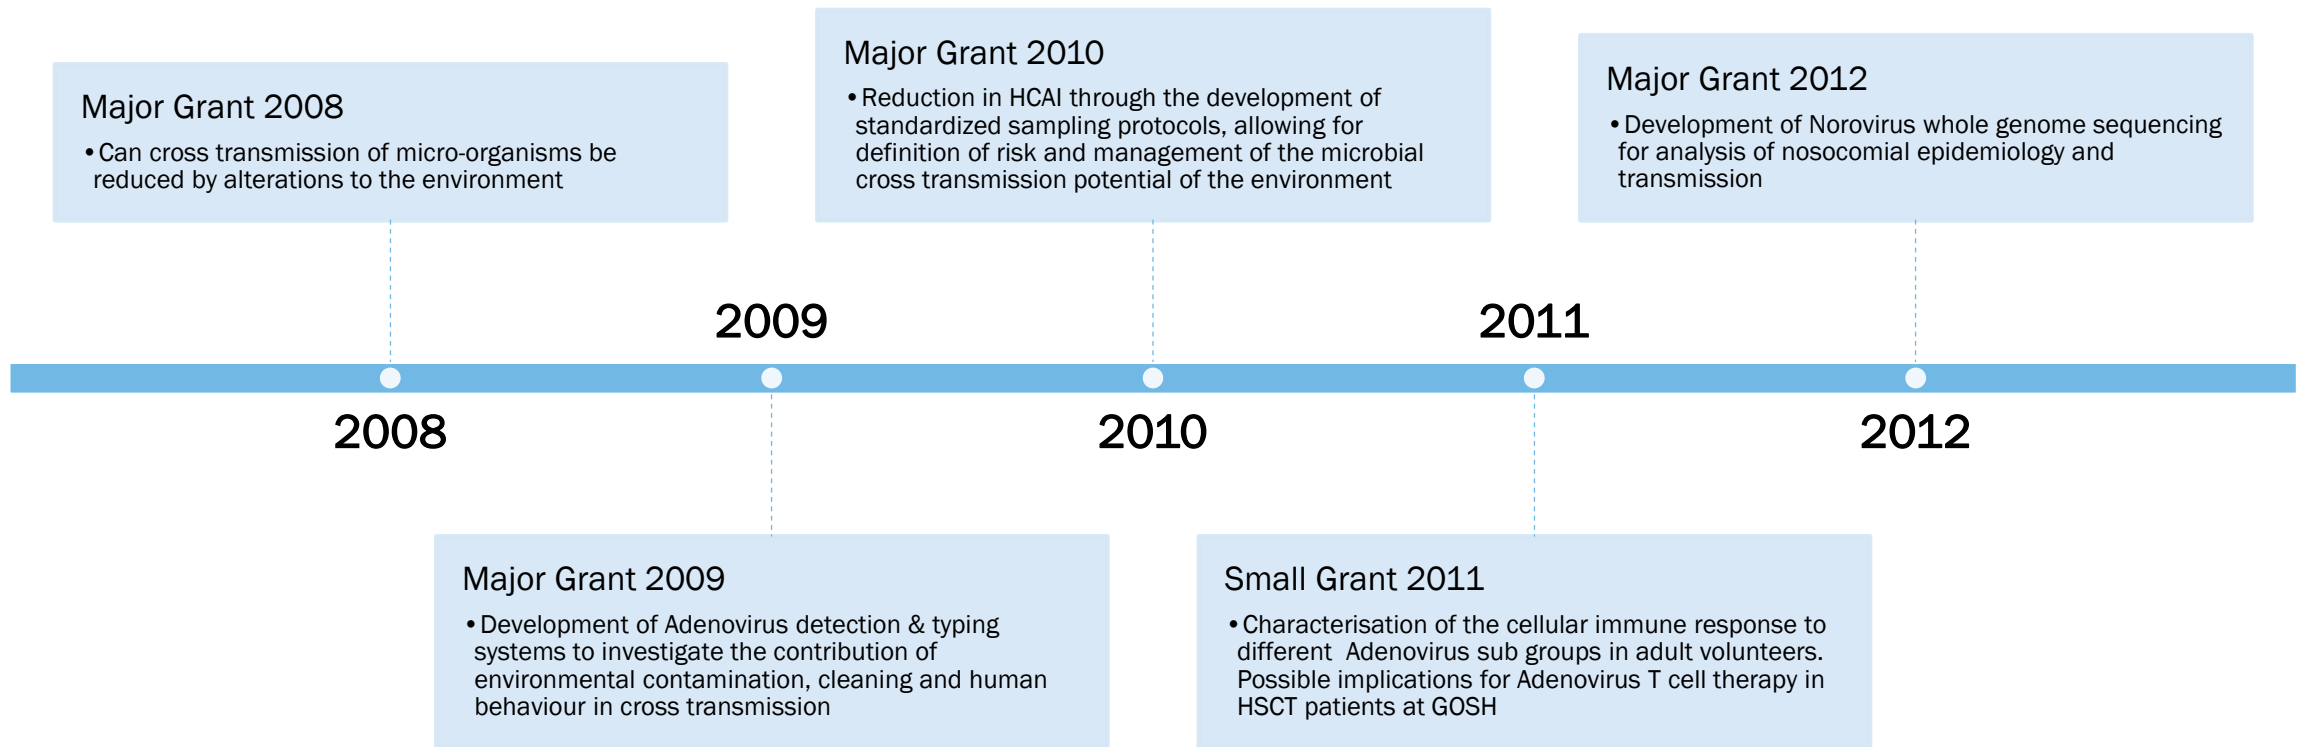 Major Grant 2008
•Can cross transmission of micro-organisms be
reduced by alterations to the environment
Major Grant 2010
•Reduction in HCAI through the development of
standardized sampling protocols, allowing for
definition of risk and management of the microbial
cross transmission potential of the environment
Major Grant 2012
•Development of Norovirus whole genome sequencing
for analysis of nosocomial epidemiology and
transmission
2009
2011
2008
2010
2012
Major Grant 2009
•Development of Adenovirus detection & typing
systems to investigate the contribution of
environmental contamination, cleaning and human
behaviour in cross transmission
Small Grant 2011
•Characterisation of the cellular immune response to
different  Adenovirus sub groups in adult volunteers.
Possible implications for Adenovirus T cell therapy in
HSCT patients at GOSH